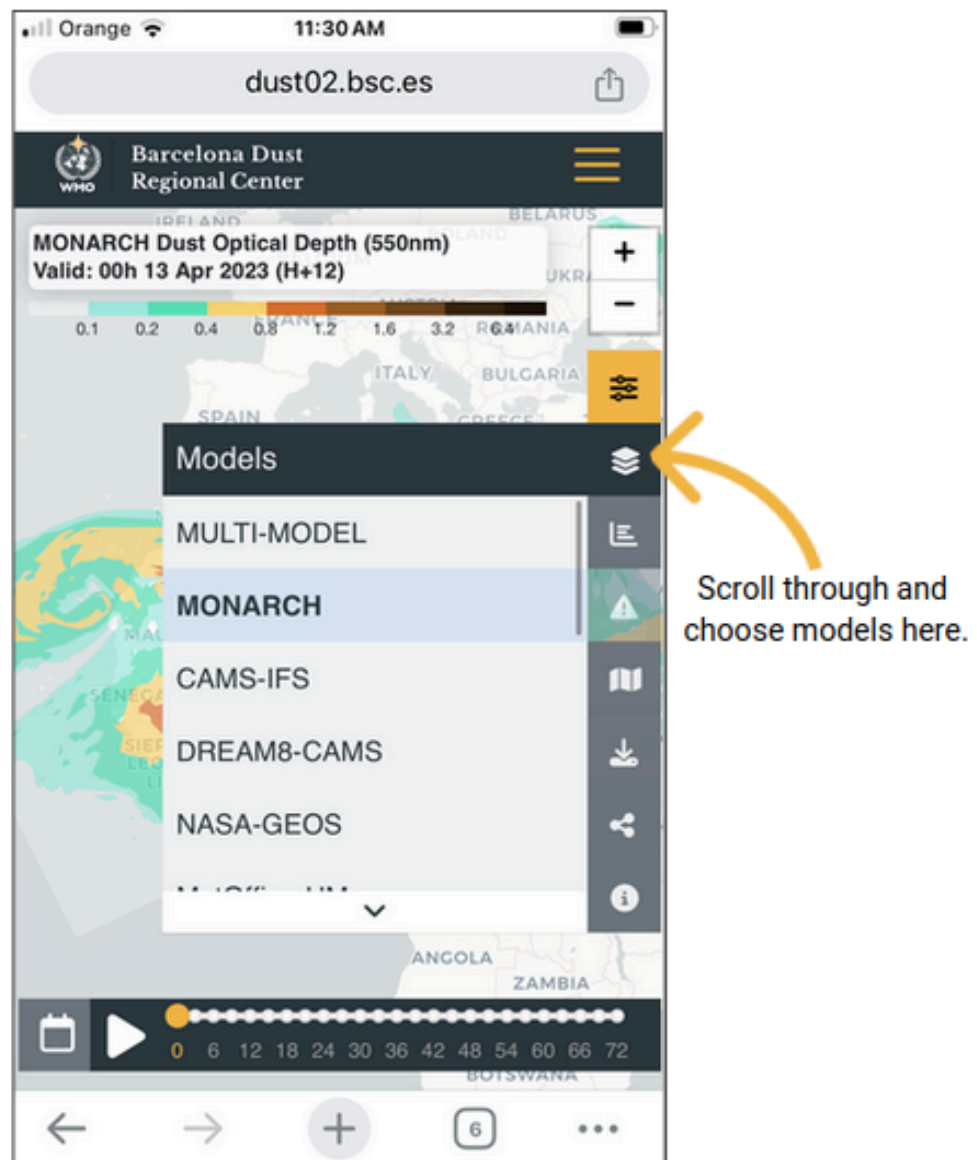 Orange
11:30 AM
dust02.bsc.es
WMO
Barcelona Dust
Regional Center
IRELAND
BELARUS
MONARCH Dust Optical Depth (550nm)
Valid: 00h 13 Apr 2023 (H+12)
0.1 0.2 0.4 0.8 1.2 1.6 3.2 6.4
FRANCE
ROMANIA
ITALY
BULGARIA
SPAIN
GREECE
Models
MULTI-MODEL
MONARCH
CAMS-IFS
DREAM8-CAMS
NASA-GEOS
Scroll through and
choose models here.
ANGOLA
ZAMBIA
0 6 12 18 24 30 36 42 48 54 60 66 72
BOTSWANA
6